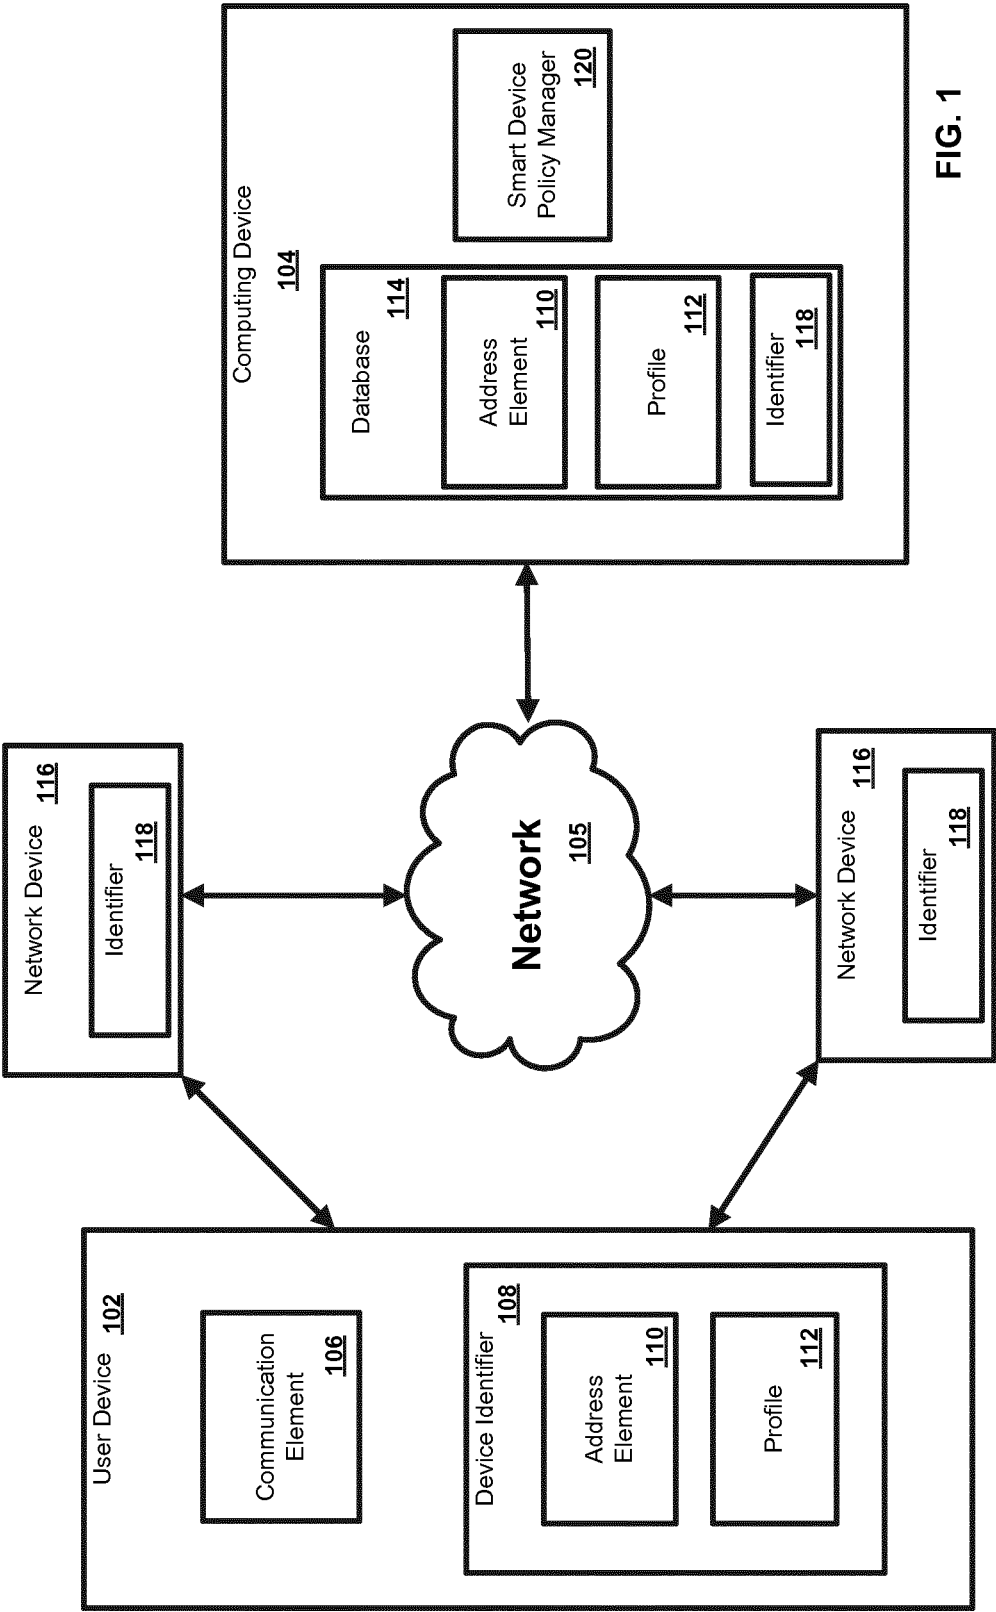 User Device
102
Communication
Element
106
Device Identifier
108
Address
Element
110
Profile
112
Network Device
116
Identifier
118
Network
105
Network Device
116
Identifier
118
Computing Device
104
Database
114
Address
Element
110
Profile
112
Identifier
118
Smart Device
Policy Manager
120
FIG. 1